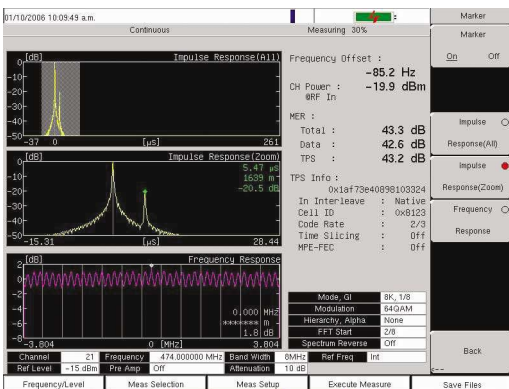 01/10/2006 10:09:49 a.m.
Marker
Continuous
Measuring 30%
Marker
On Off
[dB] Impulse Response(All)
0
-10
-20
-30
-40
-50
-37 0 [μs] 261
Frequency Offset :
-85.2 Hz
CH Power : -19.9 dBm
@RF In
MER :
Total : 43.3 dB
Data : 42.6 dB
TPS : 43.2 dB
TPS Info :
0x1af73e40898103324
In Interleave : Native
Cell ID : 0xB123
Code Rate : 2/3
Time Slicing : Off
MPE-FEC : Off
Impulse
Response(All)
Impulse
Response(Zoom)
Frequency
Response
[dB] Impulse Response(Zoom)
5.47 μs
1639 m
-20.5 dB
0
-10
-20
-30
-40
-50
-15.31 [μs] 28.44
[dB] Frequency Response
2
0
-2
-4
-6
-8
0.000 MHz
******* m
1.8 dB
-3.804 0 [MHz] 3.804
Mode, GI 8K, 1/8
Modulation 64QAM
Hierarchy, Alpha None
FFT Start 2/8
Spectrum Reverse Off
Back
Channel 21 Frequency 474.000000 MHz Band Width 8MHz Ref Freq Int
Ref Level -15 dBm Pre Amp Off Attenuation 10 dB
Frequency/Level Meas Selection Meas Setup Execute Measure Save Files